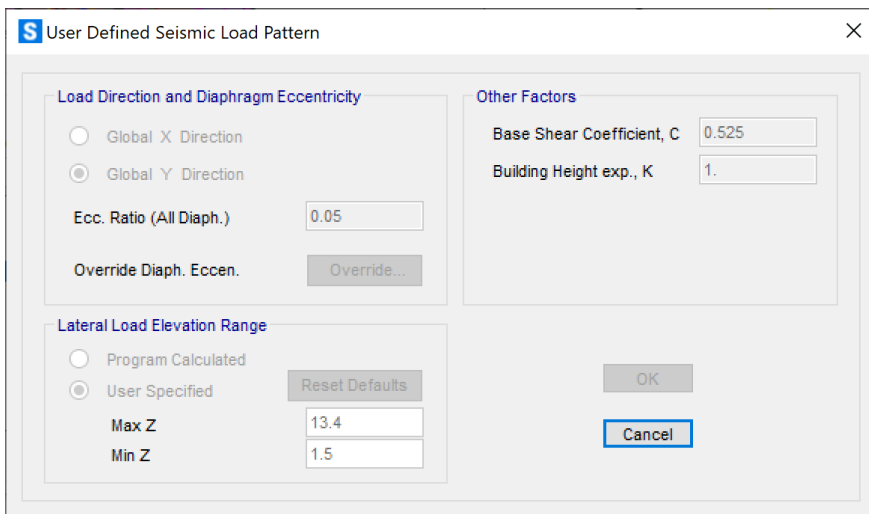 S User Defined Seismic Load Pattern
Load Direction and Diaphragm Eccentricity
Global X Direction
Global Y Direction
Ecc. Ratio (All Diaph.) 0.05
Override Diaph. Eccen. Override...
Other Factors
Base Shear Coefficient, C 0.525
Building Height exp., K 1.
Lateral Load Elevation Range
Program Calculated
User Specified Reset Defaults
Max Z 13.4
Min Z 1.5
OK
Cancel